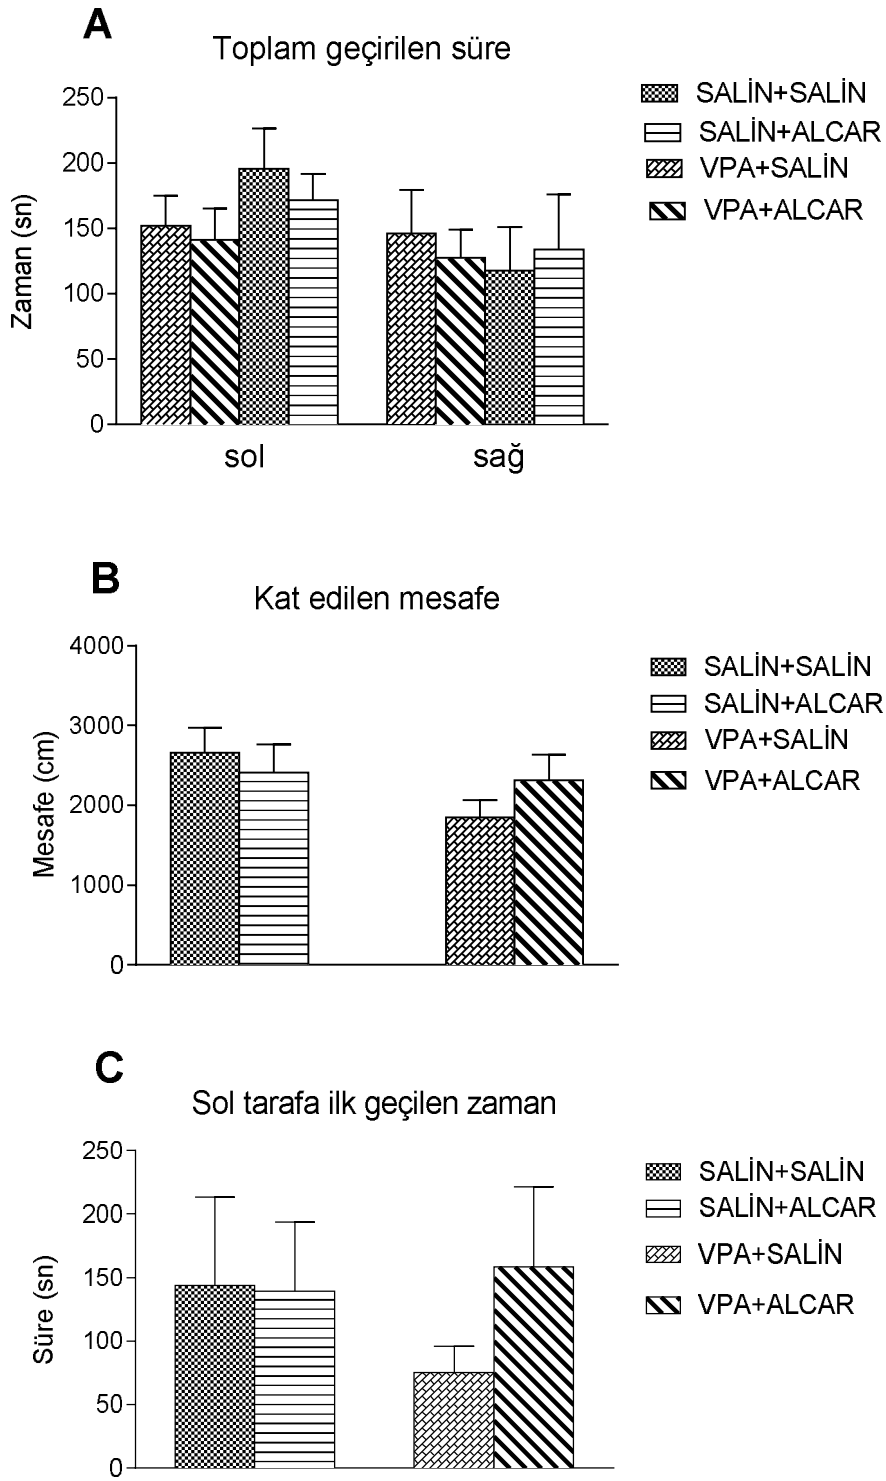 A
Toplam geçirilen süre
Zaman (sn)
250
200
150
100
50
0
sol
sağ
SALİN+SALİN
SALİN+ALCAR
VPA+SALİN
VPA+ALCAR
B
Kat edilen mesafe
Mesafe (cm)
4000
3000
2000
1000
0
SALİN+SALİN
SALİN+ALCAR
VPA+SALİN
VPA+ALCAR
C
Sol tarafa ilk geçilen zaman
Süre (sn)
250
200
150
100
50
0
SALİN+SALİN
SALİN+ALCAR
VPA+SALİN
VPA+ALCAR